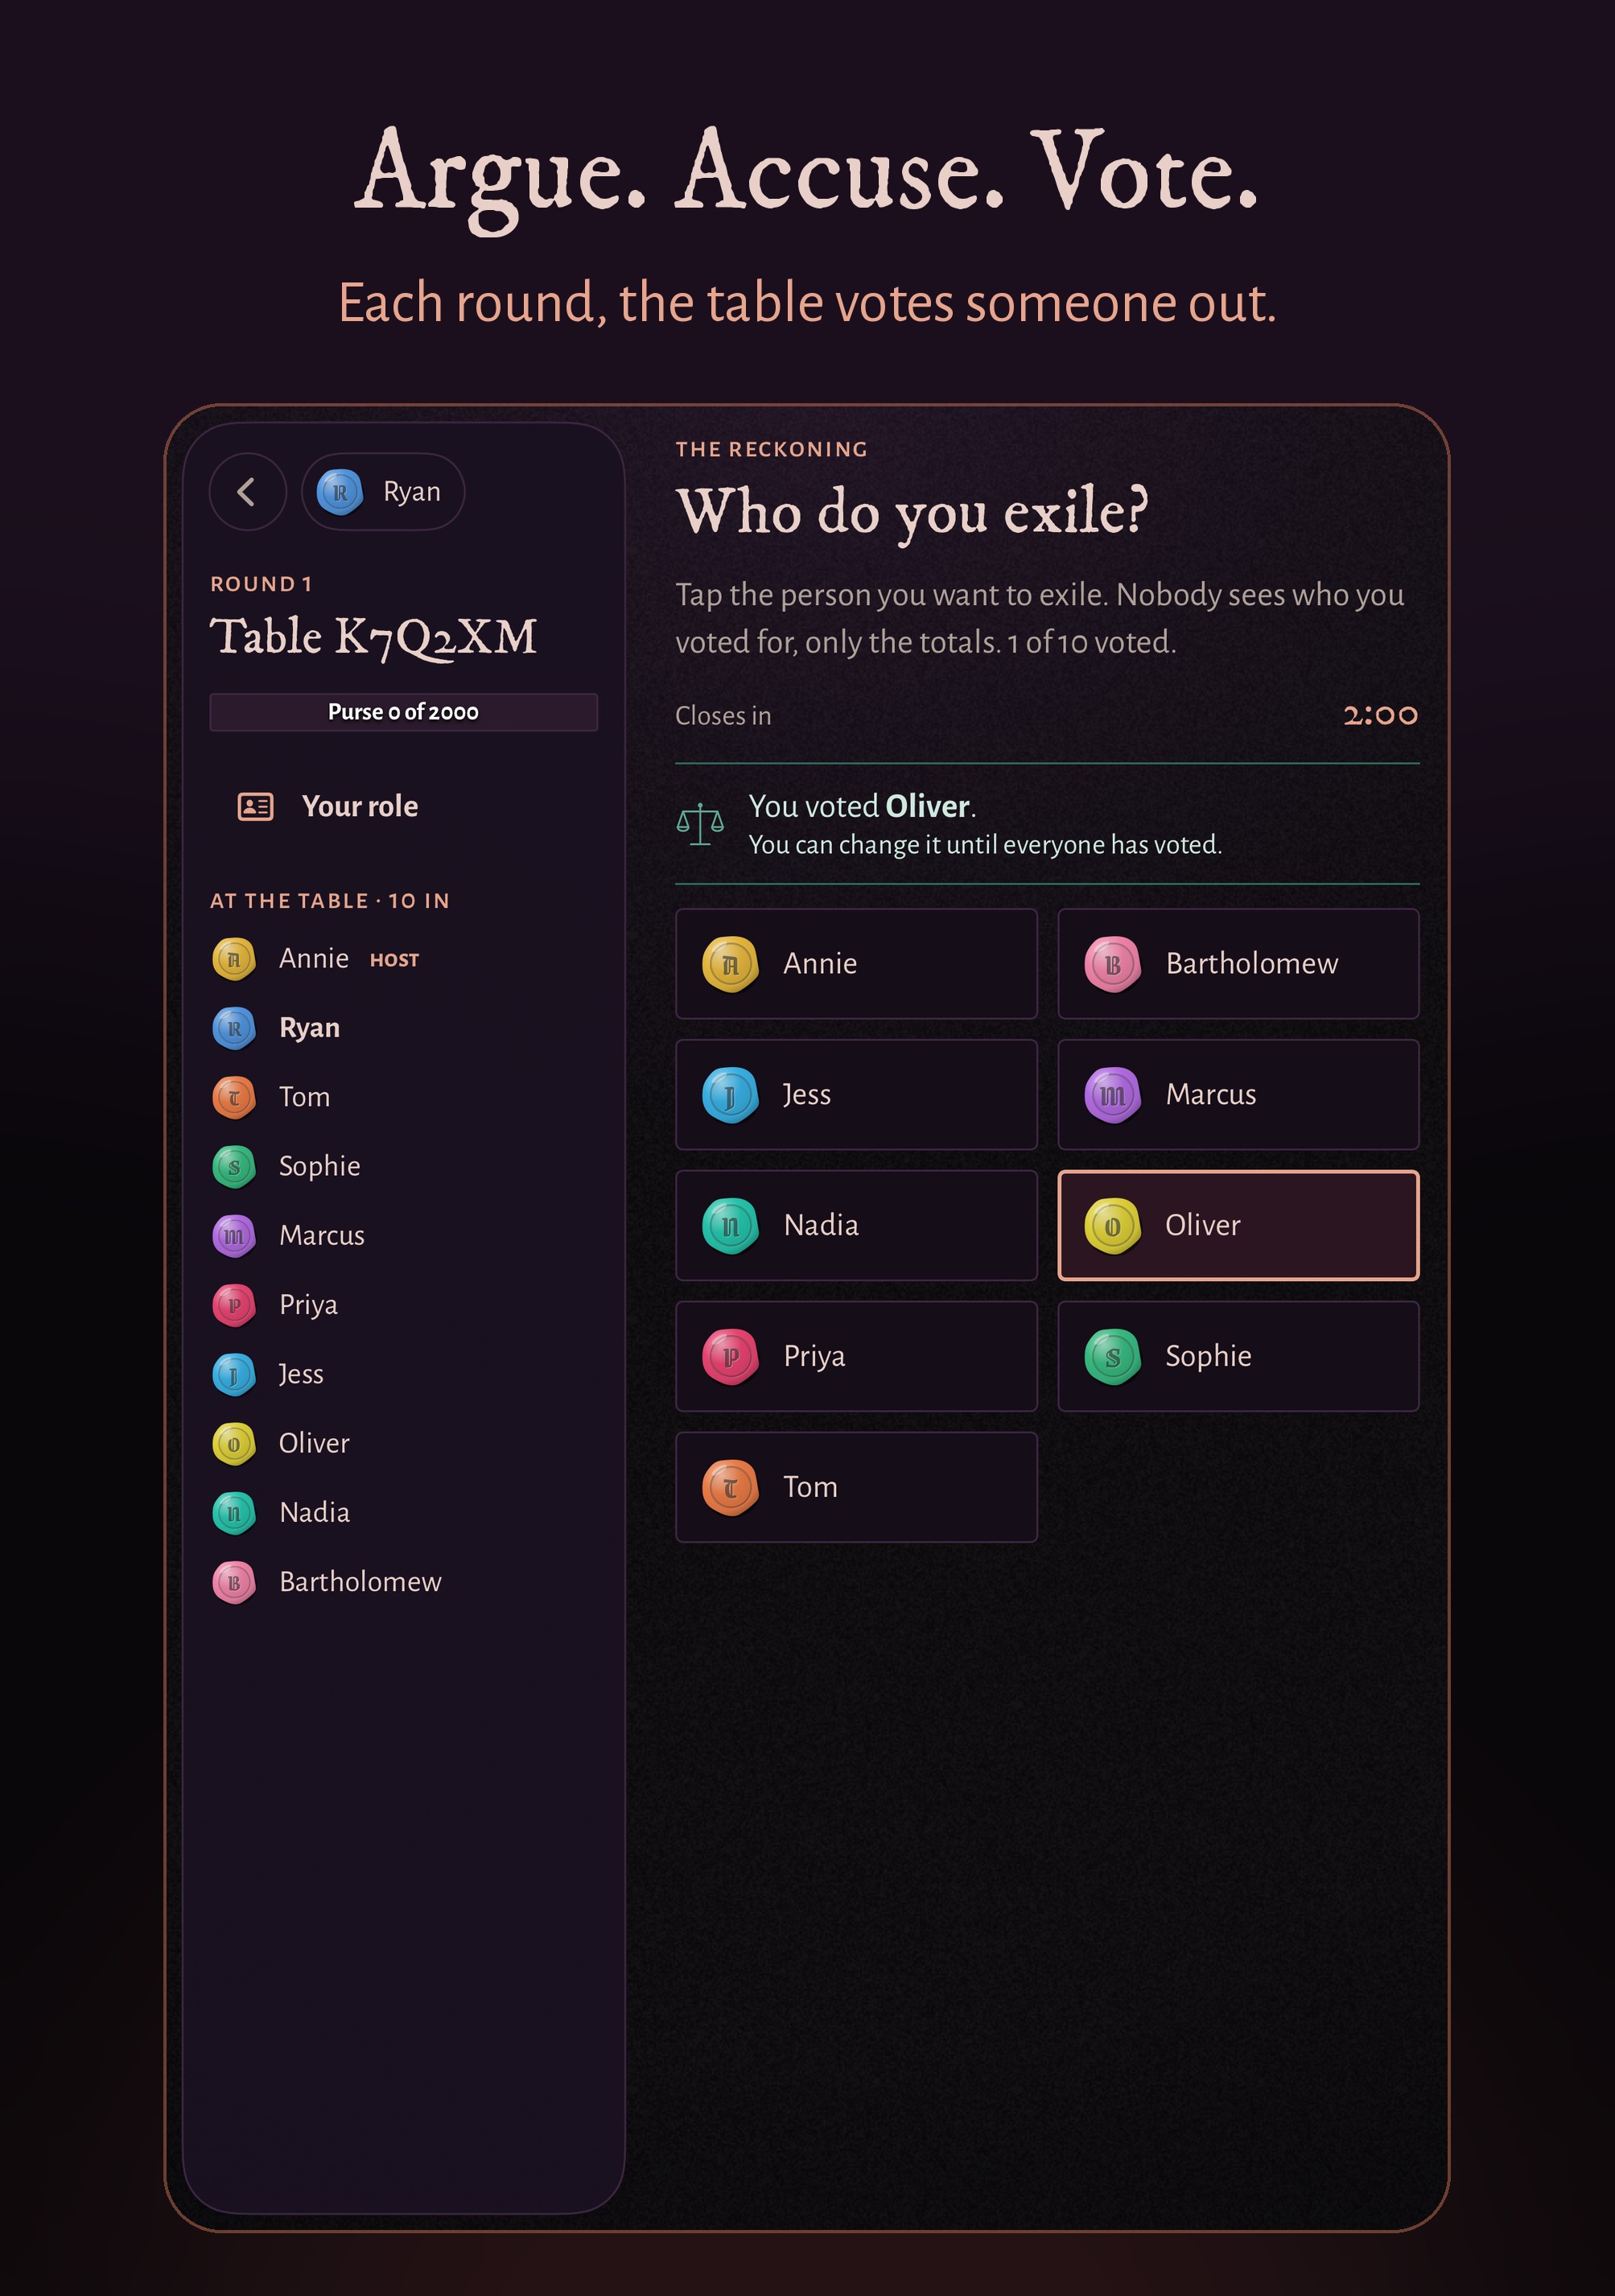 Argue. Accuse. Vote.
Each round, the table votes someone out.
R Ryan
ROUND 1
Table K7Q2XM
Purse 0 of 2000
Your role
AT THE TABLE · 10 IN
A Annie HOST
R Ryan
T Tom
S Sophie
M Marcus
P Priya
J Jess
O Oliver
N Nadia
B Bartholomew
THE RECKONING
Who do you exile?
Tap the person you want to exile. Nobody sees who you
voted for, only the totals. 1 of 10 voted.
Closes in 2:00
You voted Oliver.
You can change it until everyone has voted.
A Annie
B Bartholomew
J Jess
M Marcus
N Nadia
O Oliver
P Priya
S Sophie
T Tom